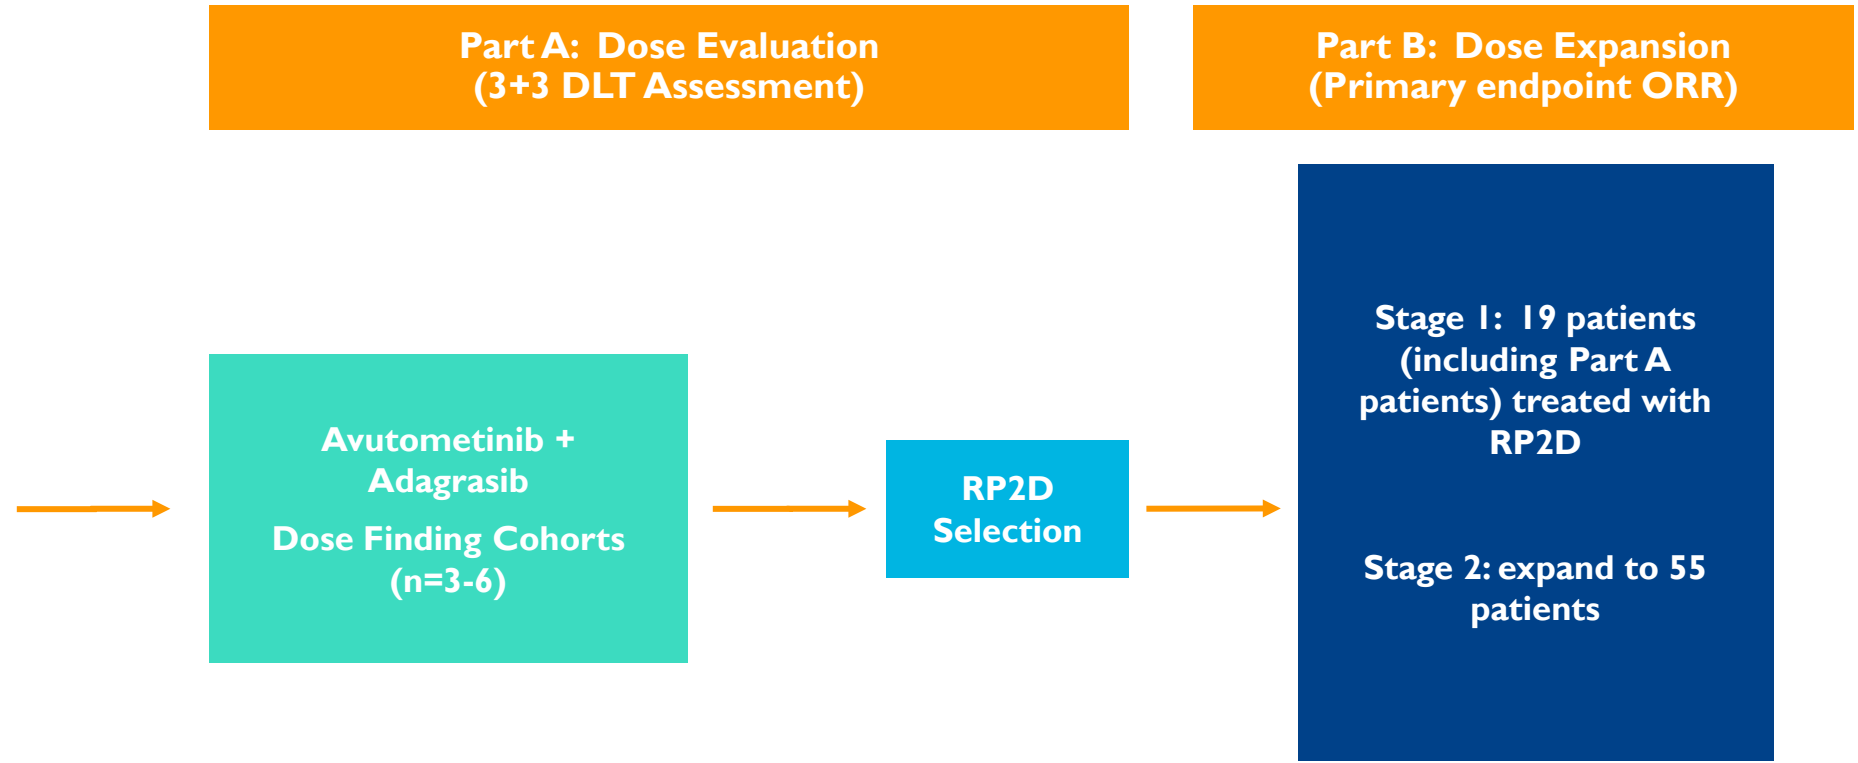 Part A: Dose Evaluation
(3+3 DLT Assessment)
Part B: Dose Expansion
(Primary endpoint ORR)
Avutometinib +
Adagrasib
Dose Finding Cohorts
(n=3-6)
RP2D
Selection
Stage 1: 19 patients
(including Part A
patients) treated with
RP2D
Stage 2: expand to 55
patients